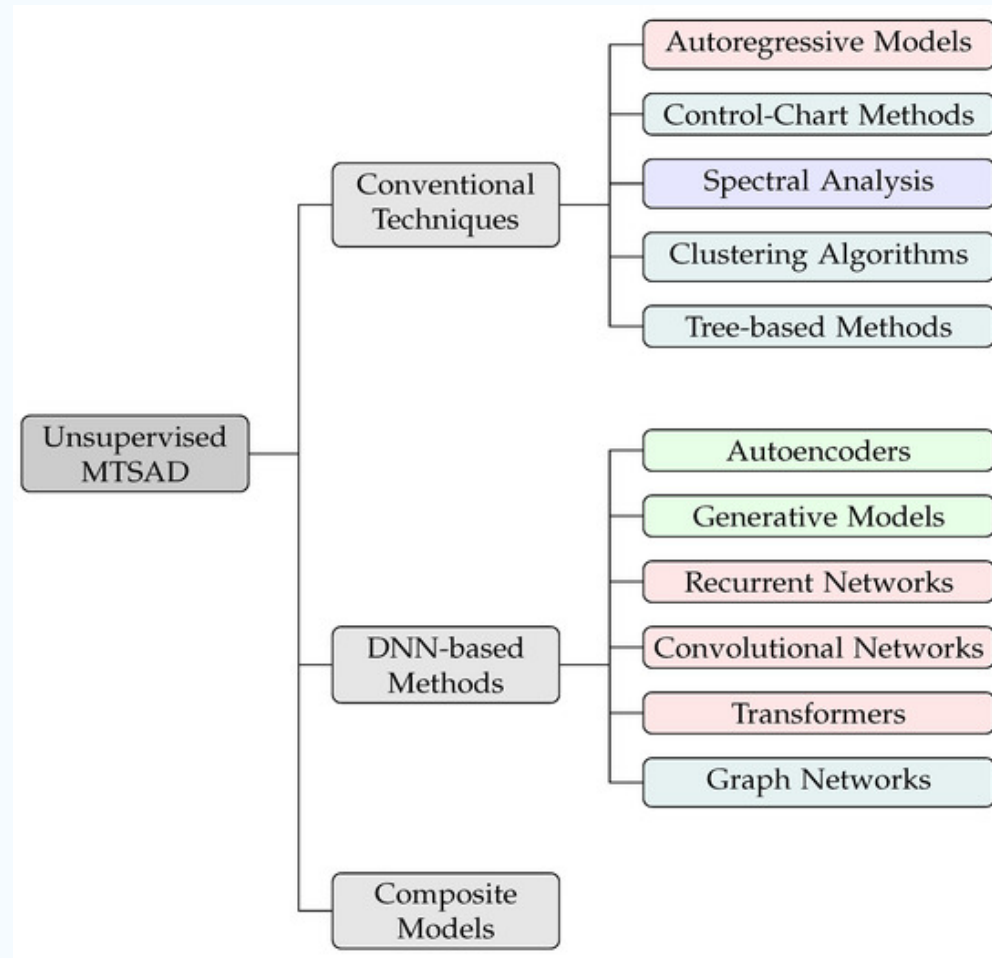 Autoregressive Models
Control-Chart Methods
Conventional
Techniques
Spectral Analysis
Clustering Algorithms
Tree-based Methods
Unsupervised
MTSAD
Autoencoders
Generative Models
Recurrent Networks
DNN-based
Methods
Convolutional Networks
Transformers
Graph Networks
Composite
Models